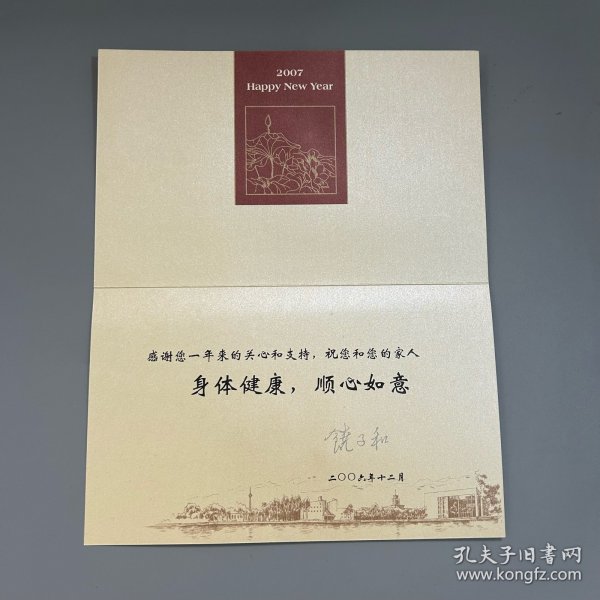 2007
Happy New Year
感谢您一年来的关心和支持，祝您和您的家人
身体健康，顺心如意
饶子和
二〇〇六年十二月
孔夫子旧书网
www.kongfz.com